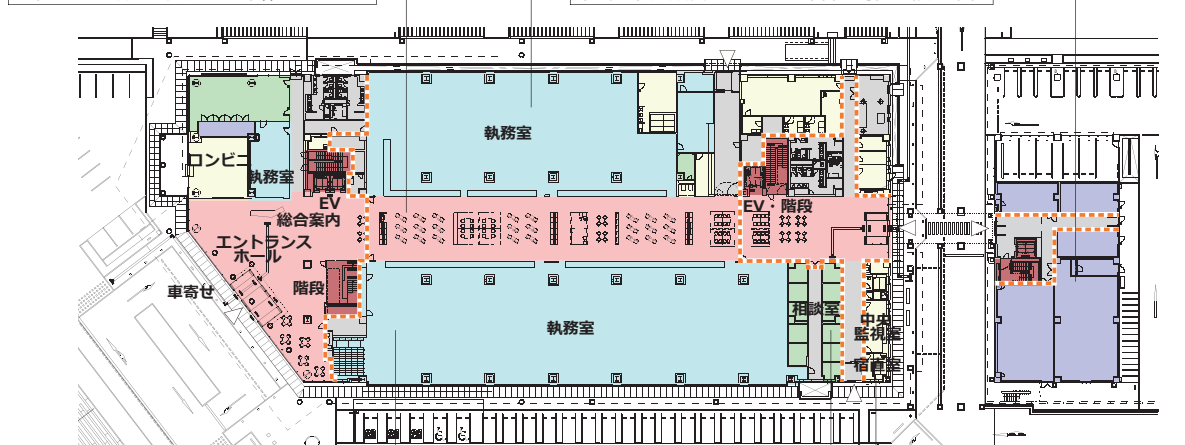 執務室
コンビニ
執務室
EV
総合案内
EV・階段
エントランス
ホール
車寄せ
階段
相談室
執務室
中央
監視室
宿直室